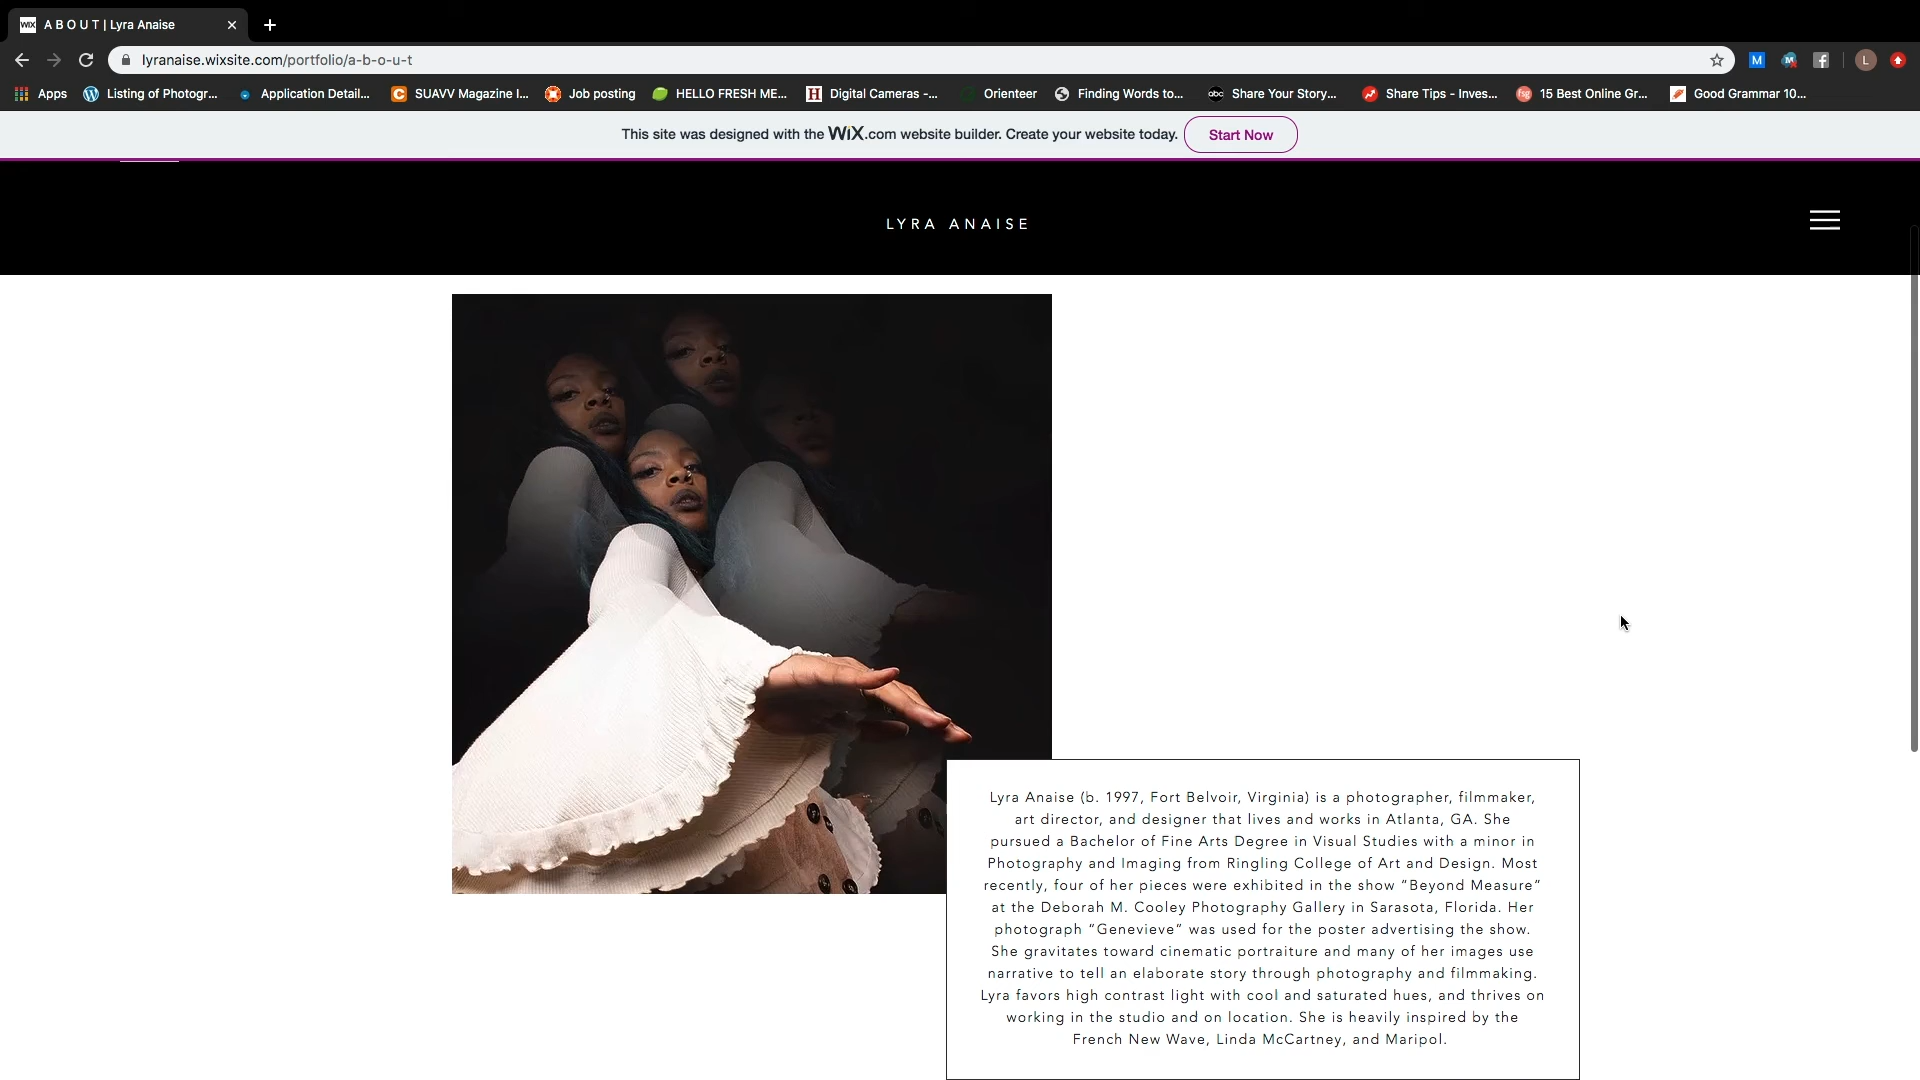 WIX A B O U T | Lyra Anaise
lyranaise.wixsite.com/portfolio/a-b-o-u-t
M
L
Apps
Listing of Photogr...
Application Detail...
C SUAVV Magazine I...
Job posting
HELLO FRESH ME...
H Digital Cameras -...
Orienteer
Finding Words to...
abc Share Your Story...
Share Tips - Inves...
fsg 15 Best Online Gr...
Good Grammar 10...
This site was designed with the WiX.com website builder. Create your website today. Start Now
LYRA ANAISE
Lyra Anaise (b. 1997, Fort Belvoir, Virginia) is a photographer, filmmaker,
art director, and designer that lives and works in Atlanta, GA. She
pursued a Bachelor of Fine Arts Degree in Visual Studies with a minor in
Photography and Imaging from Ringling College of Art and Design. Most
recently, four of her pieces were exhibited in the show “Beyond Measure”
at the Deborah M. Cooley Photography Gallery in Sarasota, Florida. Her
photograph “Genevieve” was used for the poster advertising the show.
She gravitates toward cinematic portraiture and many of her images use
narrative to tell an elaborate story through photography and filmmaking.
Lyra favors high contrast light with cool and saturated hues, and thrives on
working in the studio and on location. She is heavily inspired by the
French New Wave, Linda McCartney, and Maripol.